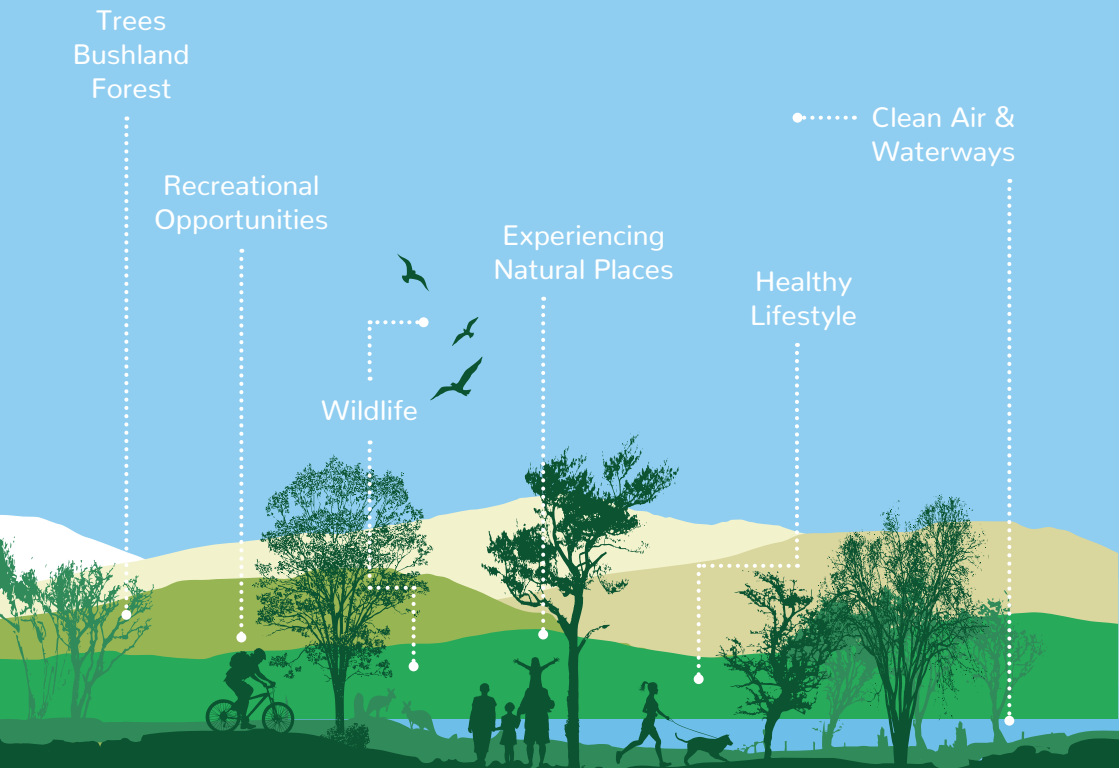 Trees
Bushland
Forest
Clean Air &
Waterways
Recreational
Opportunities
Experiencing
Natural Places
Healthy
Lifestyle
Wildlife